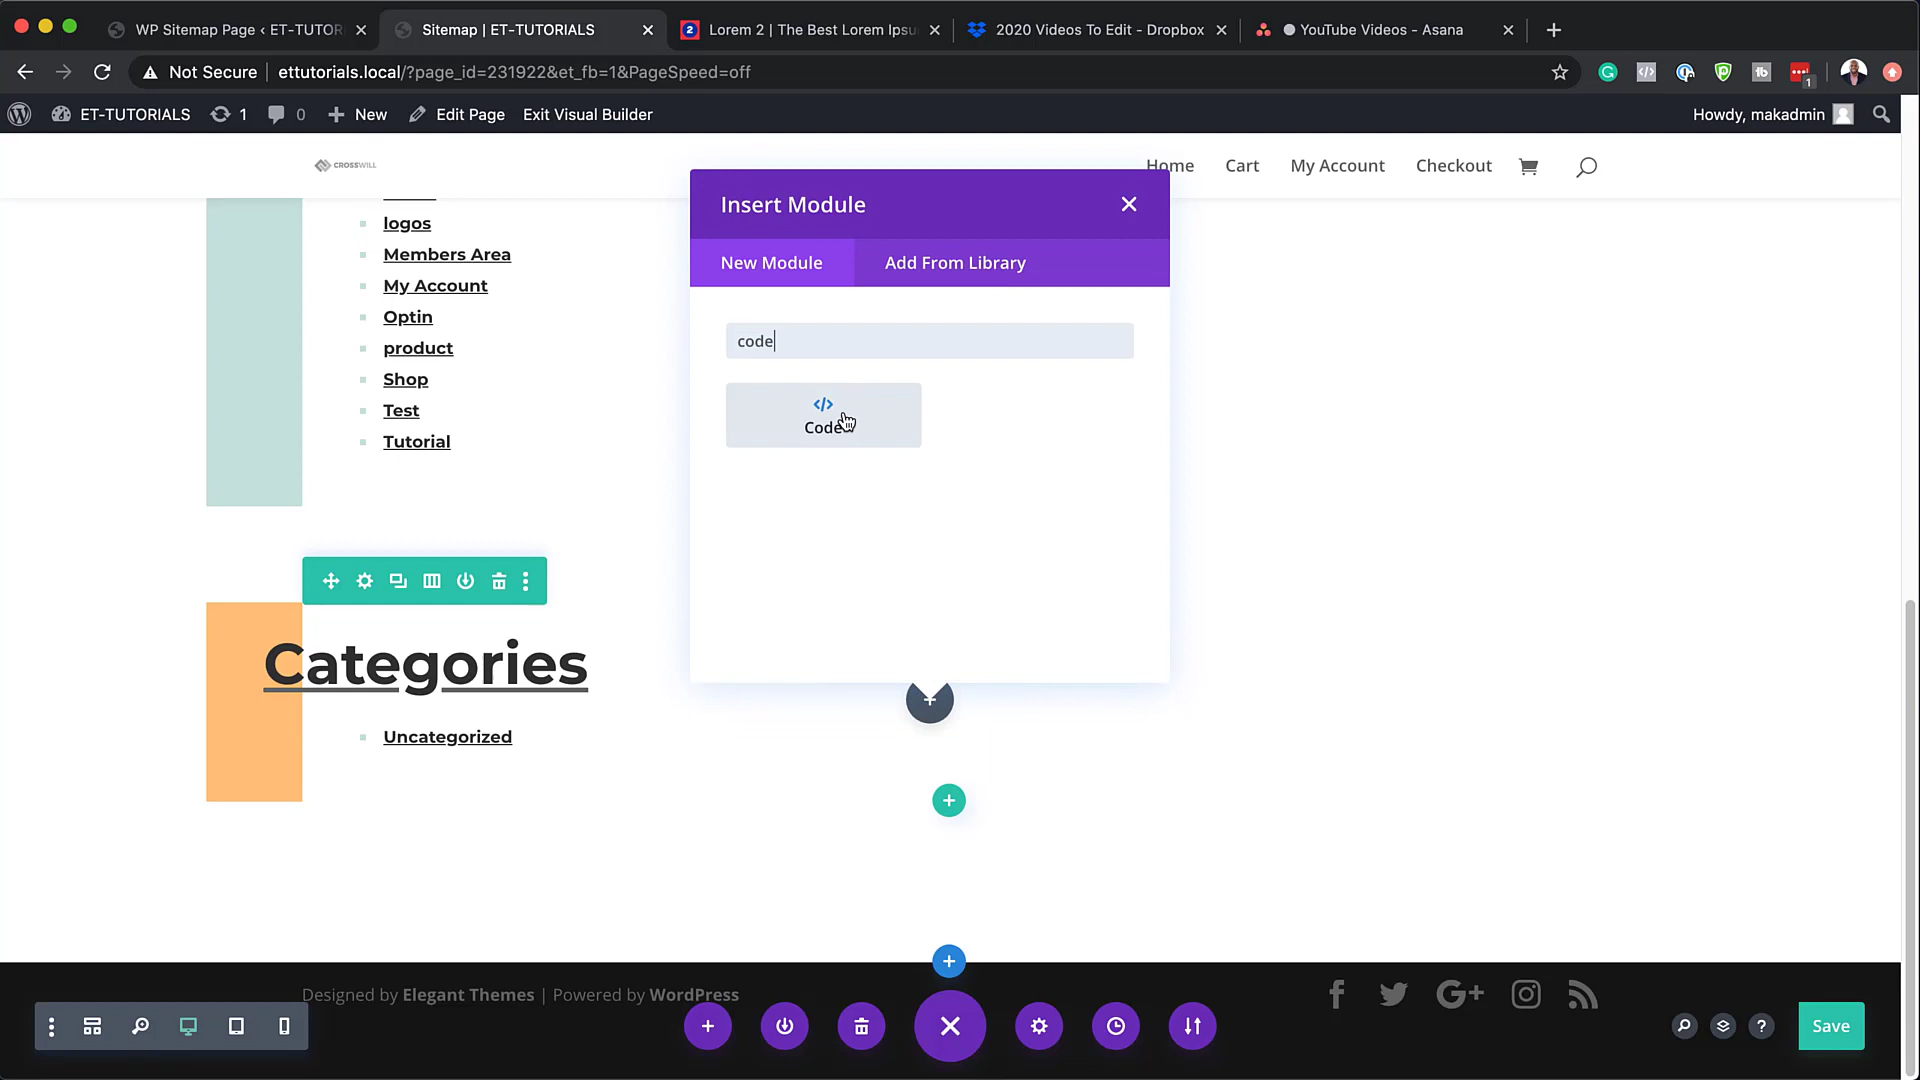 WP Sitemap Page ‹ ET-TUTOR
Sitemap | ET-TUTORIALS
2 Lorem 2 | The Best Lorem Ipsu
2020 Videos To Edit - Dropbox
YouTube Videos - Asana
Not Secure | ettutorials.local/?page_id=231922&et_fb=1&PageSpeed=off
1
ET-TUTORIALS 1 0 New Edit Page Exit Visual Builder Howdy, makadmin
CROSSWILL Home Cart My Account Checkout
Insert Module
New Module Add From Library
code
</>
Code
logos
Members Area
My Account
Optin
product
Shop
Test
Tutorial
Categories
Uncategorized
Designed by Elegant Themes | Powered by WordPress
? Save